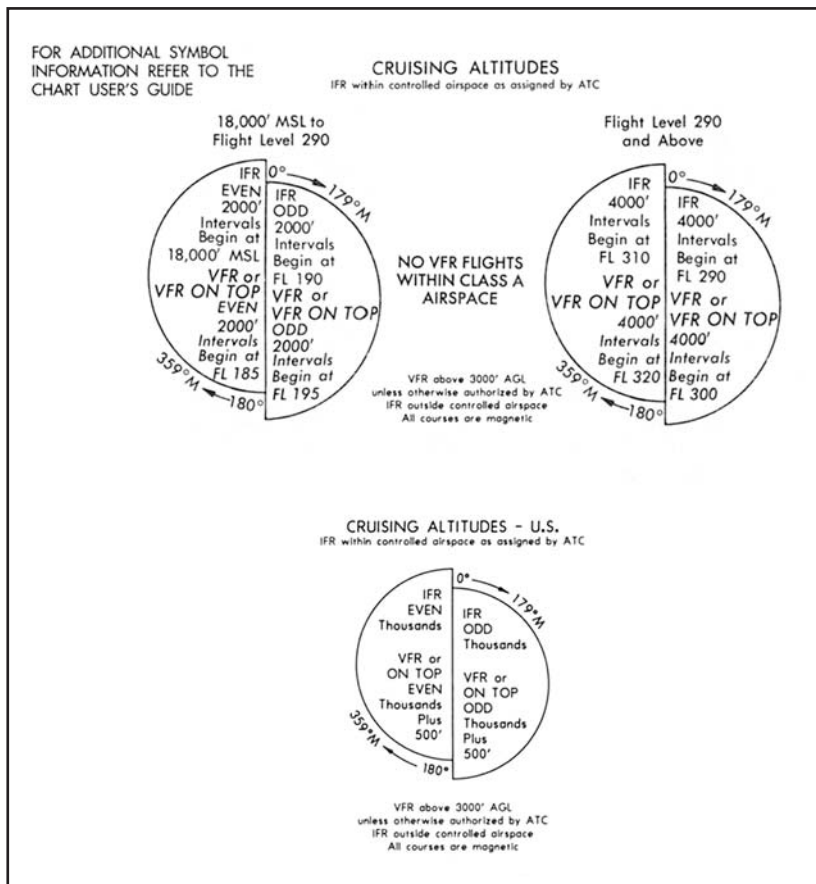 FOR ADDITIONAL SYMBOL
INFORMATION REFER TO THE
CHART USER'S GUIDE
CRUISING ALTITUDES
IFR within controlled airspace as assigned by ATC
18,000' MSL to
Flight Level 290
IFR
EVEN
2000'
Intervals
Begin at
18,000' MSL
VFR or
VFR ON TOP
EVEN
2000'
Intervals
Begin at
FL 185
0°
179°M
IFR
ODD
2000'
Intervals
Begin at
FL 190
VFR or
VFR ON TOP
ODD
2000'
Intervals
Begin at
FL 195
359°M
180°
NO VFR FLIGHTS
WITHIN CLASS A
AIRSPACE
VFR above 3000' AGL
unless otherwise authorized by ATC
IFR outside controlled airspace
All courses are magnetic
Flight Level 290
and Above
IFR
4000'
Intervals
Begin at
FL 310
VFR or
VFR ON TOP
4000'
Intervals
Begin at
FL 320
0°
179°M
IFR
4000'
Intervals
Begin at
FL 290
VFR or
VFR ON TOP
4000'
Intervals
Begin at
FL 300
359°M
180°
CRUISING ALTITUDES - U.S.
IFR within controlled airspace as assigned by ATC
IFR
EVEN
Thousands
VFR or
ON TOP
EVEN
Thousands
Plus
500'
0°
179°M
IFR
ODD
Thousands
VFR or
ON TOP
ODD
Thousands
Plus
500'
359°M
180°
VFR above 3000' AGL
unless otherwise authorized by ATC
IFR outside controlled airspace
All courses are magnetic